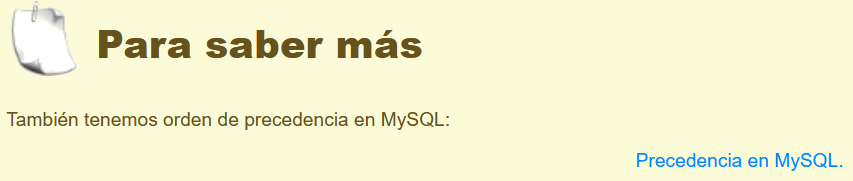 Para saber más
También tenemos orden de precedencia en MySQL:
Precedencia en MySQL.